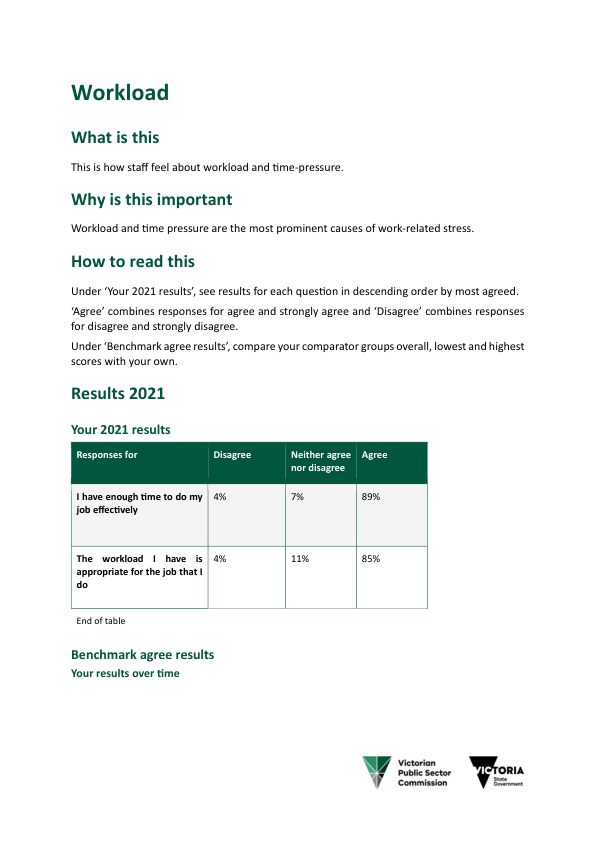 Workload
What is this
This is how staff feel about workload and time-pressure.
Why is this important
Workload and time pressure are the most prominent causes of work-related stress.
How to read this
Under ‘Your 2021 results’, see results for each question in descending order by most agreed.
‘Agree’ combines responses for agree and strongly agree and ‘Disagree’ combines responses
for disagree and strongly disagree.
Under ‘Benchmark agree results’, compare your comparator groups overall, lowest and highest
scores with your own.
Results 2021
Your 2021 results
Responses for Disagree Neither agree Agree
nor disagree
I have enough time to do my 4% 7% 89%
job effectively
The workload I have is 4% 11% 85%
appropriate for the job that I
do
End of table
Benchmark agree results
Your results over time
Victorian
Public Sector
Commission
VICTORIA
State
Government